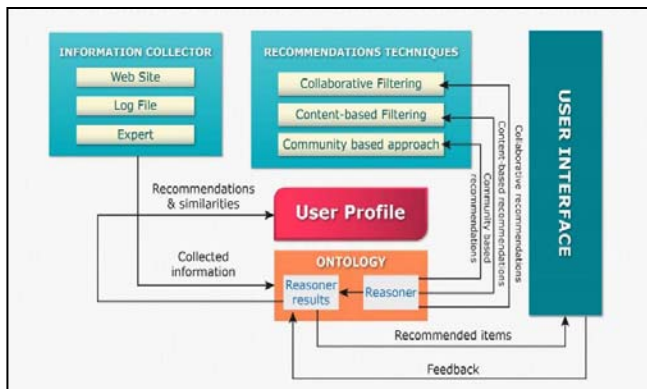 INFORMATION COLLECTOR
Web Site
Log File
Expert
RECOMMENDATIONS TECHNIQUES
Collaborative Filtering
Content-based Filtering
Community based approach
USER INTERFACE
Collaborative recommendations
Content-based recommendations
Community based
recommendations
Recommendations
& similarities
User Profile
Collected
information
ONTOLOGY
Reasoner
results
Reasoner
Recommended items
Feedback